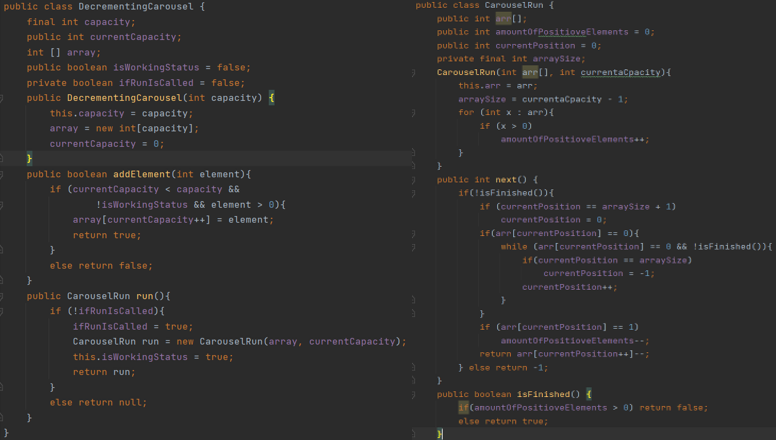 public class DecrementingCarousel {
final int capacity;
public int currentCapacity;
int [] array;
public boolean isWorkingStatus = false;
private boolean ifRunIsCalled = false;
public DecrementingCarousel(int capacity) {
this.capacity = capacity;
array = new int[capacity];
currentCapacity = 0;
}
public boolean addElement(int element){
if (currentCapacity < capacity &&
!isWorkingStatus && element > 0){
array[currentCapacity++] = element;
return true;
}
else return false;
}
public CarouselRun run(){
if (!ifRunIsCalled){
ifRunIsCalled = true;
CarouselRun run = new CarouselRun(array, currentCapacity);
this.isWorkingStatus = true;
return run;
}
else return null;
}
}
public class CarouselRun {
public int arr[];
public int amountOfPositioveElements = 0;
public int currentPosition = 0;
private final int arraySize;
CarouselRun(int arr[], int currentaCpacity){
this.arr = arr;
arraySize = currentaCpacity - 1;
for (int x : arr){
if (x > 0)
amountOfPositioveElements++;
}
}
public int next() {
if(!isFinished()){
if (currentPosition == arraySize + 1)
currentPosition = 0;
if(arr[currentPosition] == 0){
while (arr[currentPosition] == 0 && !isFinished()){
if(currentPosition == arraySize)
currentPosition = -1;
currentPosition++;
}
}
if (arr[currentPosition] == 1)
amountOfPositioveElements--;
return arr[currentPosition++]--;
} else return -1;
}
public boolean isFinished() {
if(amountOfPositioveElements > 0) return false;
else return true;
}